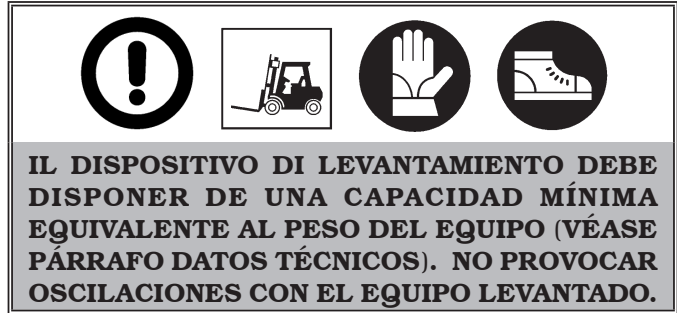 IL DISPOSITIVO DI LEVANTAMIENTO DEBE
DISPONER DE UNA CAPACIDAD MÍNIMA
EQUIVALENTE AL PESO DEL EQUIPO (VÉASE
PÁRRAFO DATOS TÉCNICOS). NO PROVOCAR
OSCILACIONES CON EL EQUIPO LEVANTADO.